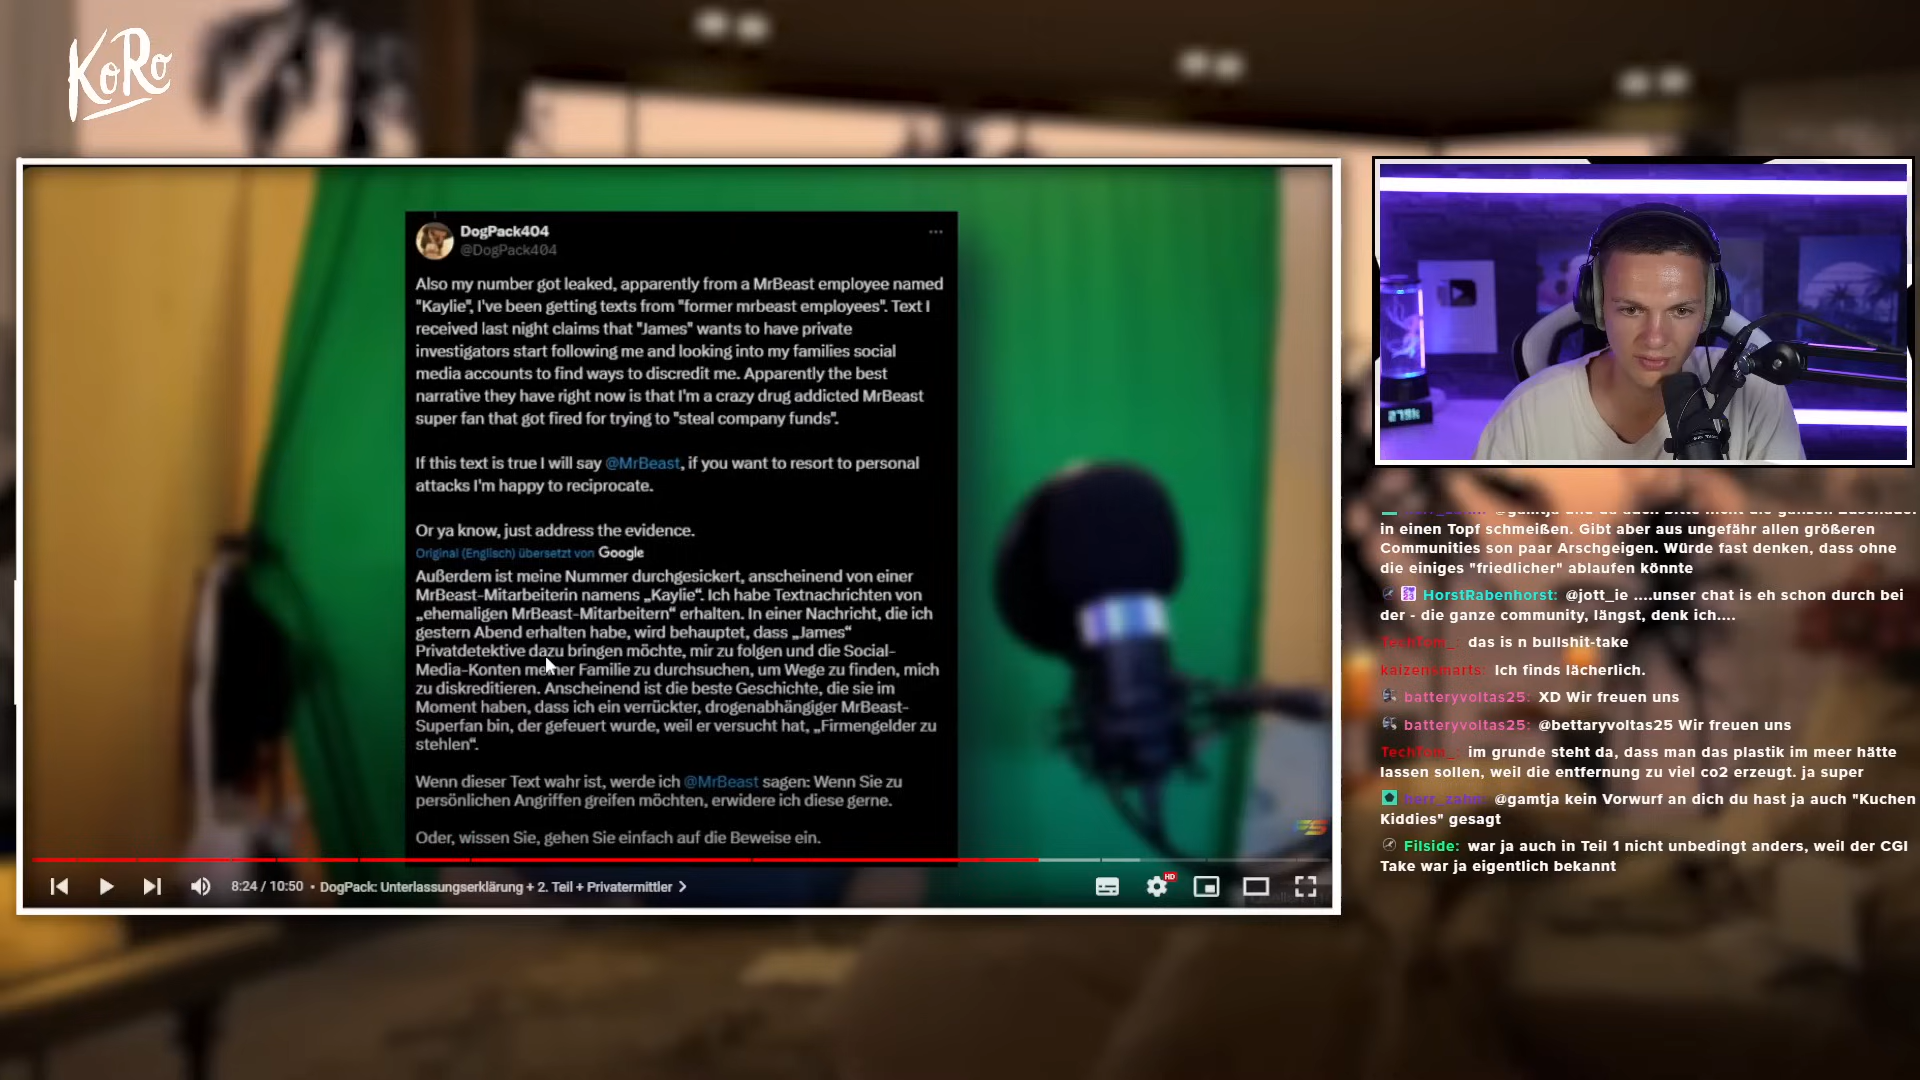 KoRo
DogPack404
@DogPack404
Also my number got leaked, apparently from a MrBeast employee named
"Kaylie", I've been getting texts from "former mrbeast employees". Text I
received last night claims that "James" wants to have private
investigators start following me and looking into my families social
media accounts to find ways to discredit me. Apparently the best
narrative they have right now is that I'm a crazy drug addicted MrBeast
super fan that got fired for trying to "steal company funds".
If this text is true I will say @MrBeast, if you want to resort to personal
attacks I'm happy to reciprocate.
Or ya know, just address the evidence.
Original (Englisch) übersetzt von Google
Außerdem ist meine Nummer durchgesickert, anscheinend von einer
MrBeast-Mitarbeiterin namens „Kaylie“. Ich habe Textnachrichten von
„ehemaligen MrBeast-Mitarbeitern“ erhalten. In einer Nachricht, die ich
gestern Abend erhalten habe, wird behauptet, dass „James“
Privatdetektive dazu bringen möchte, mir zu folgen und die Social-
Media-Konten meiner Familie zu durchsuchen, um Wege zu finden, mich
zu diskreditieren. Anscheinend ist die beste Geschichte, die sie im
Moment haben, dass ich ein verrückter, drogenabhängiger MrBeast-
Superfan bin, der gefeuert wurde, weil er versucht hat, „Firmengelder zu
stehlen“.
Wenn dieser Text wahr ist, werde ich @MrBeast sagen: Wenn Sie zu
persönlichen Angriffen greifen möchten, erwidere ich diese gerne.
Oder, wissen Sie, gehen Sie einfach auf die Beweise ein.
8:24 / 10:50 • DogPack: Unterlassungserklärung + 2. Teil + Privatermittler
HD
279K
in einen Topf schmeißen. Gibt aber aus ungefähr allen größeren
Communities son paar Arschgeigen. Würde fast denken, dass ohne
die einiges "friedlicher" ablaufen könnte
HorstRabenhorst: @jott_ie ....unser chat is eh schon durch bei
der - die ganze community, längst, denk ich....
TechTom_: das is n bullshit-take
kaizensmarts: Ich finds lächerlich.
batteryvoltas25: XD Wir freuen uns
batteryvoltas25: @bettaryvoltas25 Wir freuen uns
TechTom_: im grunde steht da, dass man das plastik im meer hätte
lassen sollen, weil die entfernung zu viel co2 erzeugt. ja super
herr_zahn: @gamtja kein Vorwurf an dich du hast ja auch "Kuchen
Kiddies" gesagt
Filside: war ja auch in Teil 1 nicht unbedingt anders, weil der CGI
Take war ja eigentlich bekannt